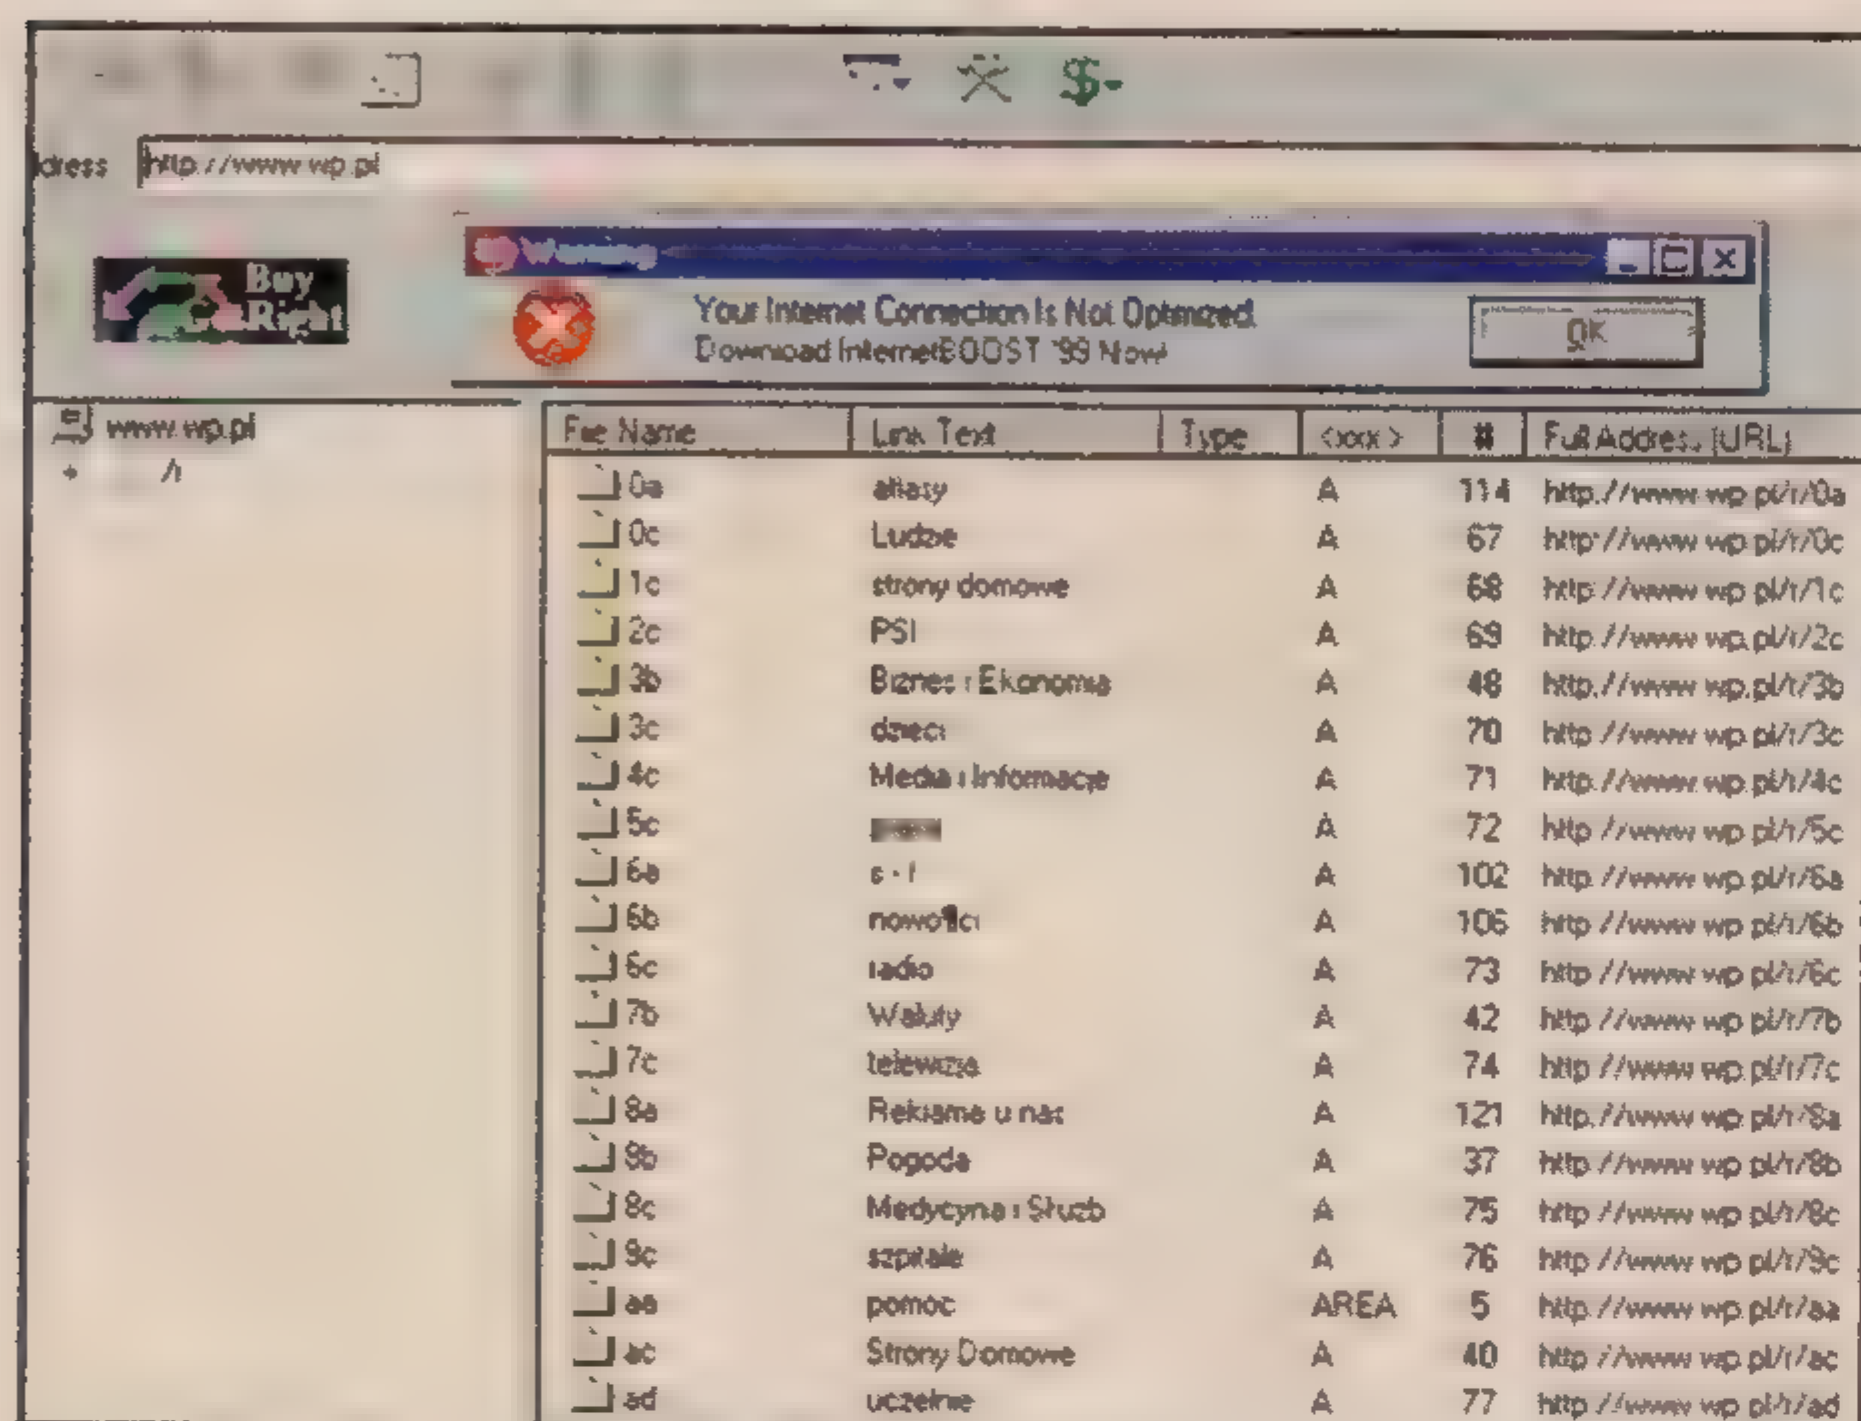 dress http://www.wp.pl
Buy
Right
Warning
Your Internet Connection Is Not Optimized.
Download InternetBOOST '99 Now!
OK
www.wp.pl
/r
File Name Link Text Type <xxx> # Full Address (URL)
0a aliasy A 114 http://www.wp.pl/r/0a
0c Ludzie A 67 http://www.wp.pl/r/0c
1c strony domowe A 68 http://www.wp.pl/r/1c
2c PSI A 69 http://www.wp.pl/r/2c
3b Biznes i Ekonomia A 48 http://www.wp.pl/r/3b
3c dzieci A 70 http://www.wp.pl/r/3c
4c Media i Informacje A 71 http://www.wp.pl/r/4c
5c A 72 http://www.wp.pl/r/5c
6a A 102 http://www.wp.pl/r/6a
6b A 106 http://www.wp.pl/r/6b
6c radio A 73 http://www.wp.pl/r/6c
7b Waluty A 42 http://www.wp.pl/r/7b
7c telewizja A 74 http://www.wp.pl/r/7c
8a Reklama u nas A 121 http://www.wp.pl/r/8a
8b Pogoda A 37 http://www.wp.pl/r/8b
8c Medycyna i Służb A 75 http://www.wp.pl/r/8c
9c szpitale A 76 http://www.wp.pl/r/9c
aa pomoc AREA 5 http://www.wp.pl/r/aa
ac Strony Domowe A 40 http://www.wp.pl/r/ac
ad uczelnie A 77 http://www.wp.pl/r/ad